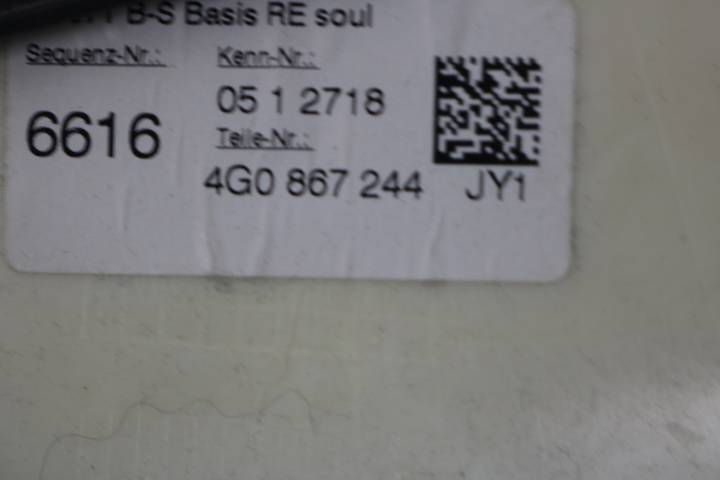 B-S Basis RE soul
Sequenz-Nr.: Kenn-Nr.:
05 1 2718
6616
Teile-Nr.:
4G0 867 244 JY1